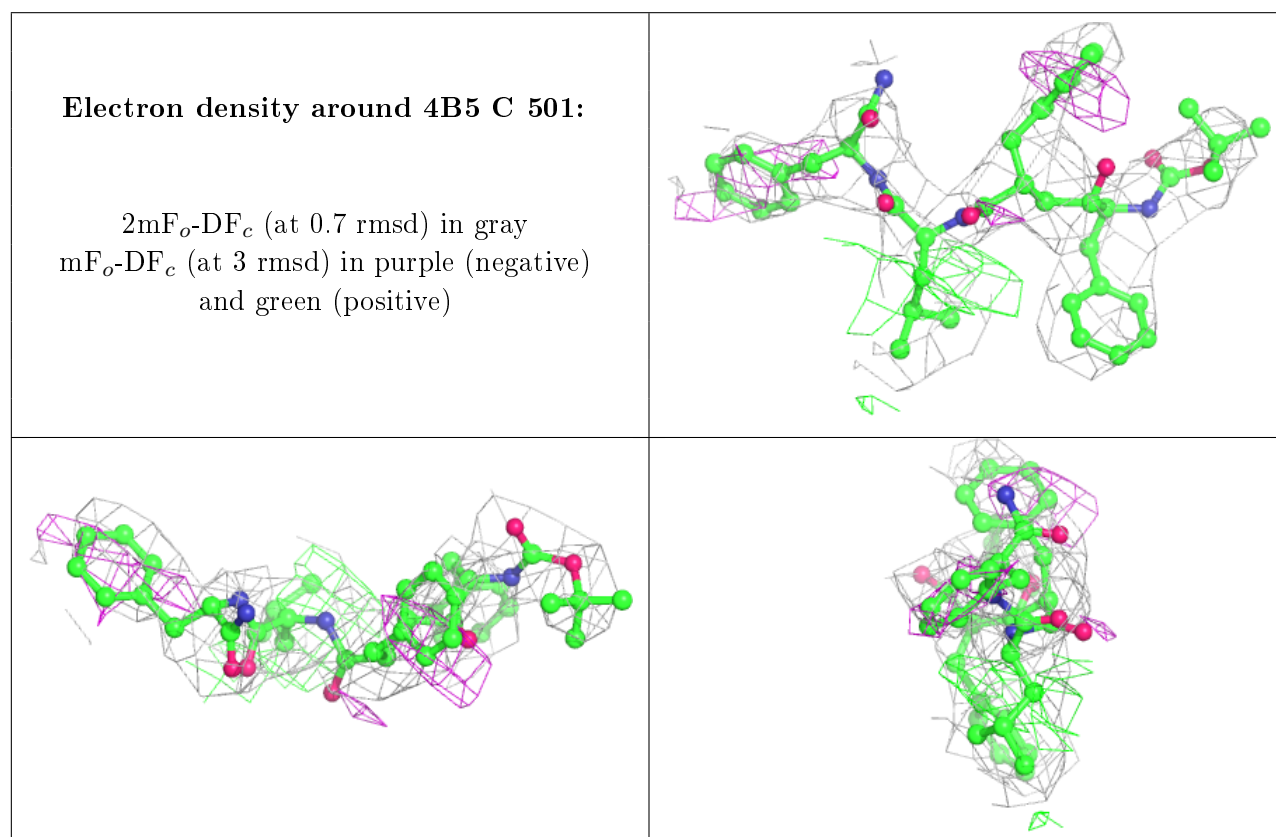 Electron density around 4B5 C 501:
2mFₒ-DF𝒸 (at 0.7 rmsd) in gray
mFₒ-DF𝒸 (at 3 rmsd) in purple (negative)
and green (positive)